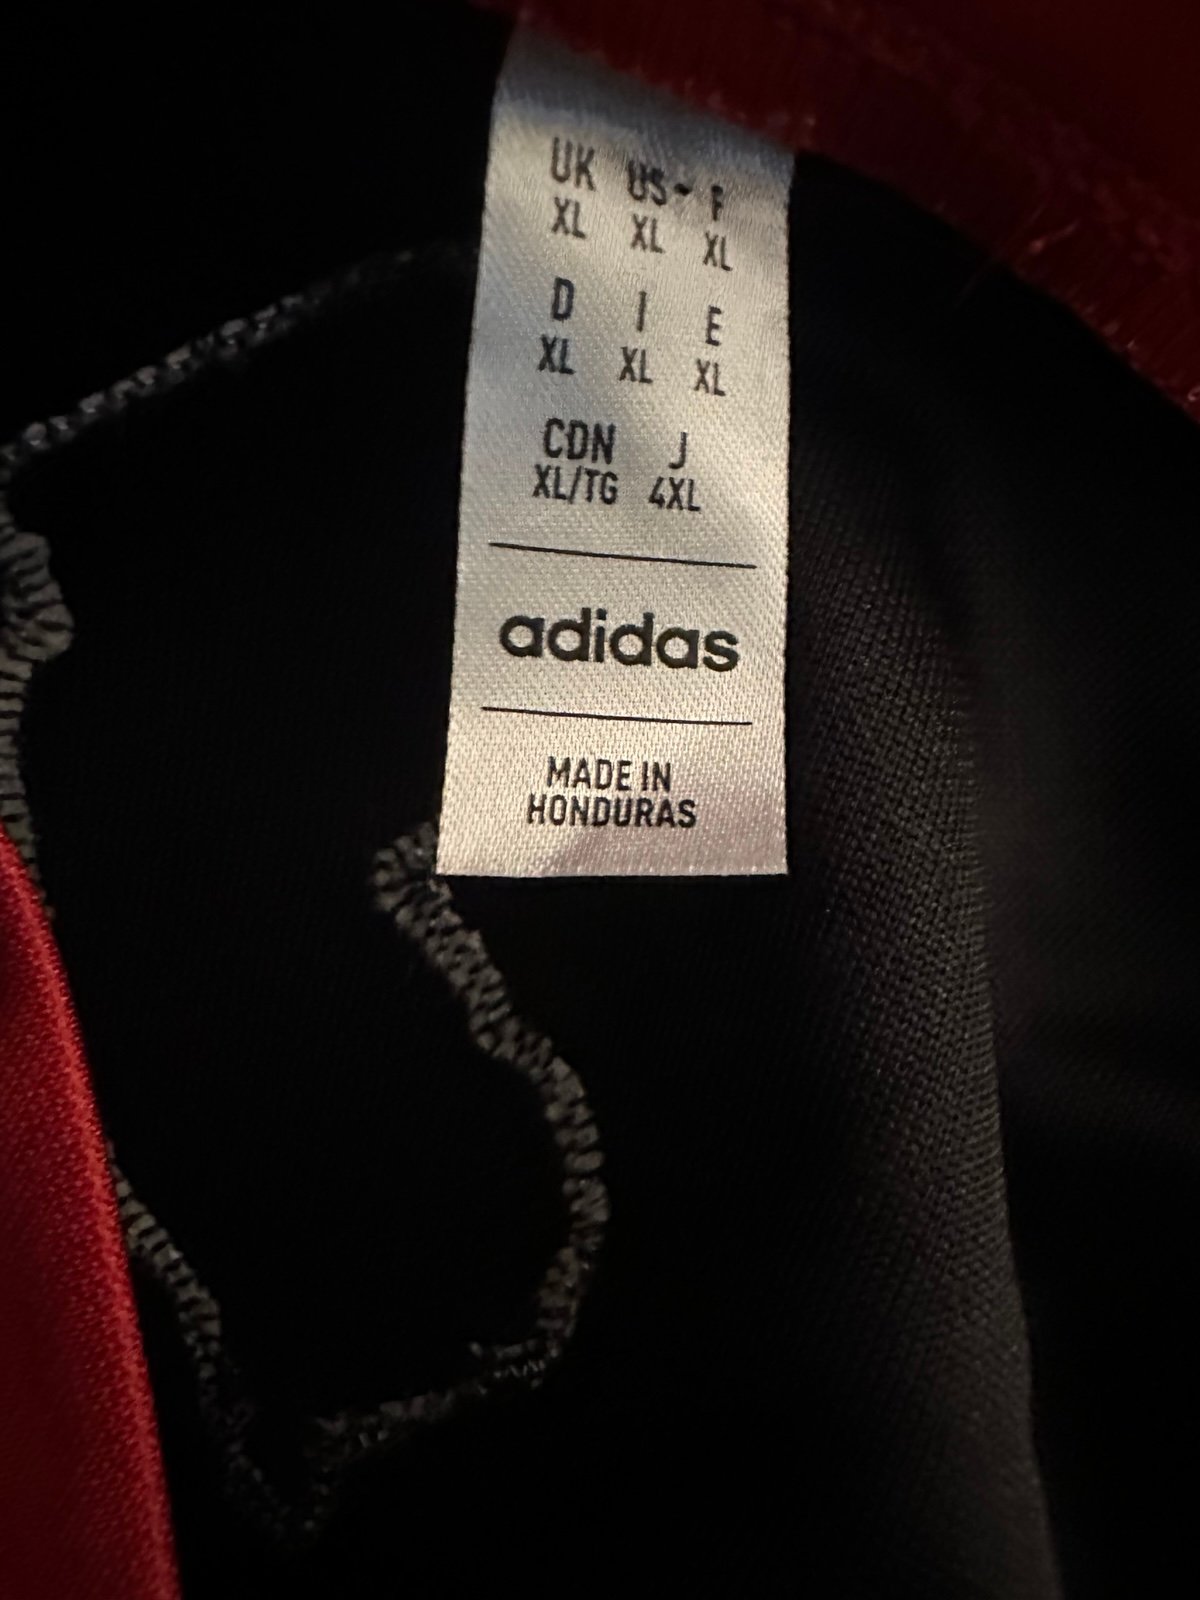 UK US- F
XL XL XL
D I E
XL XL XL
CDN J
XL/TG 4XL
adidas
MADE IN
HONDURAS